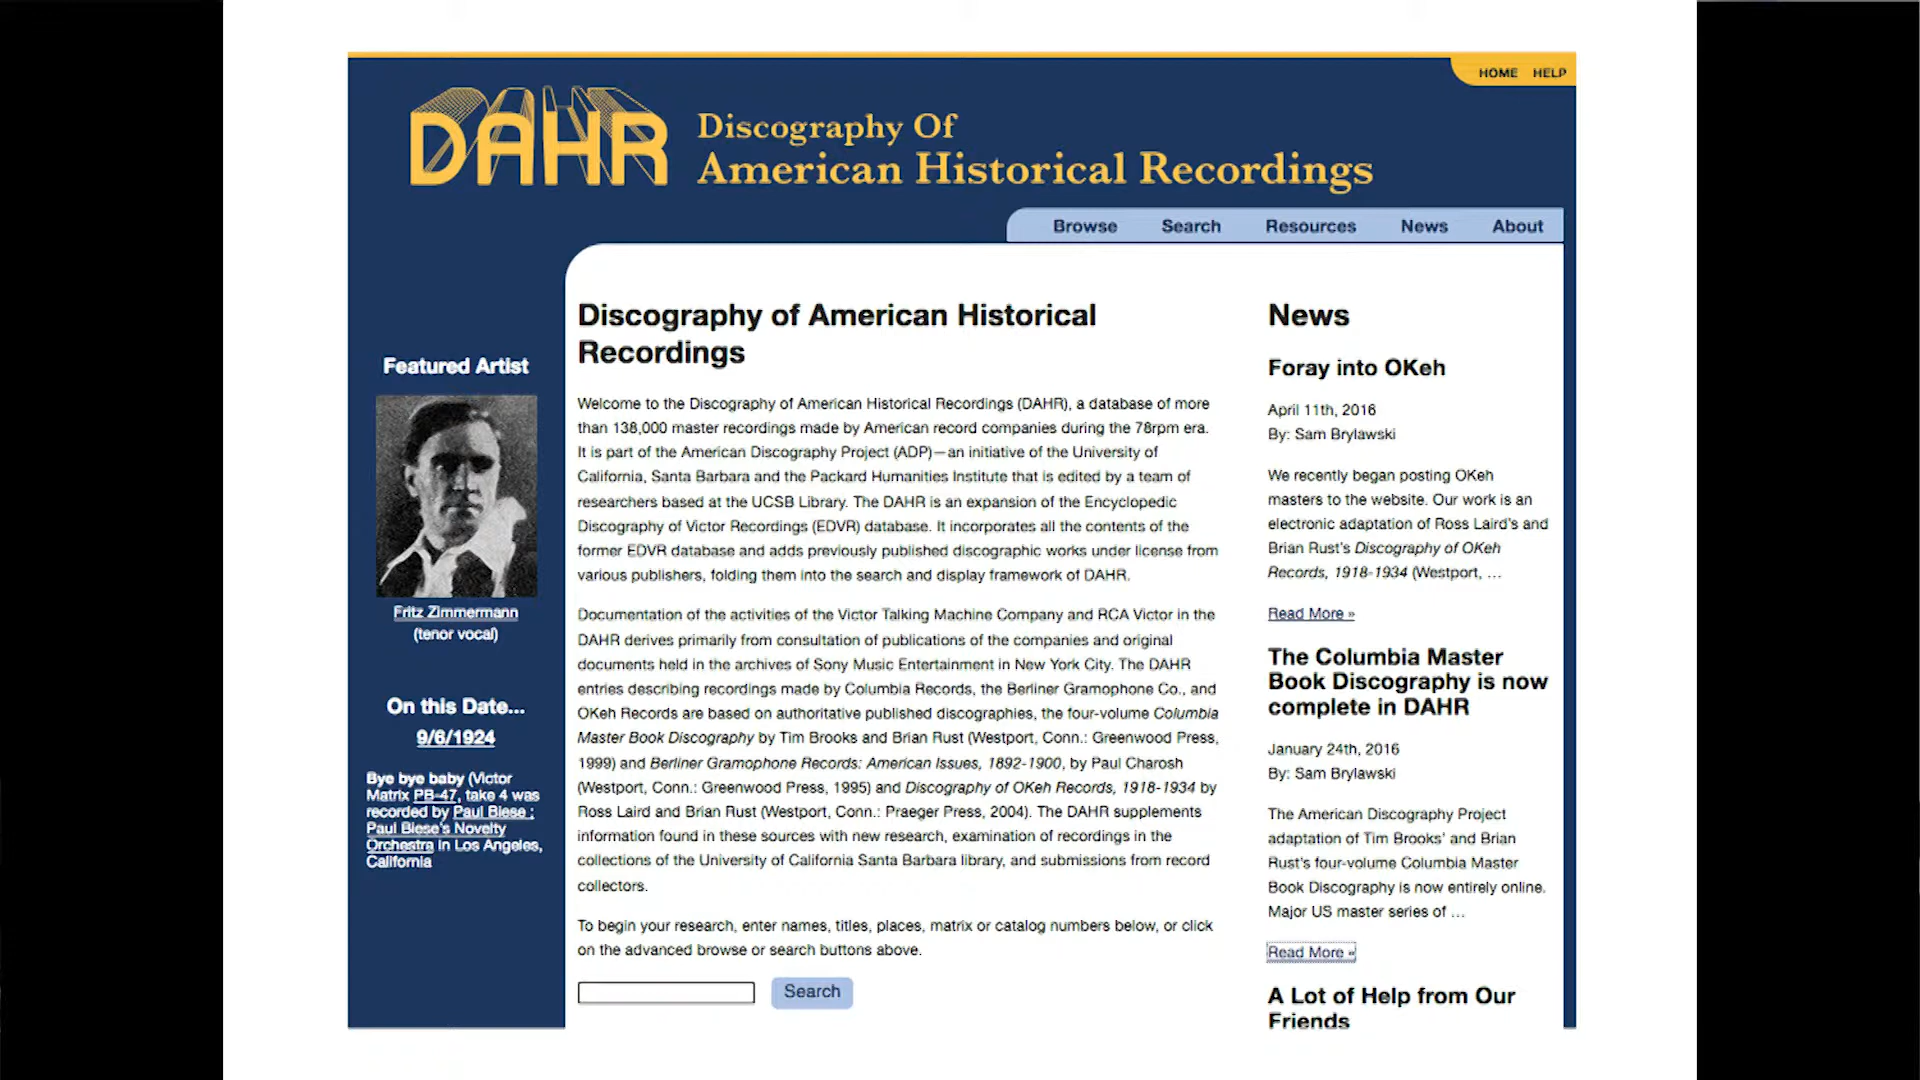 HOME HELP
DAHR
Discography Of
American Historical Recordings
Browse Search Resources News About
Featured Artist
Fritz Zimmermann
(tenor vocal)
On this Date...
9/6/1924
Bye bye baby (Victor
Matrix PB-47, take 4 was
recorded by Paul Biese ;
Paul Biese's Novelty
Orchestra in Los Angeles,
California
Discography of American Historical
Recordings
Welcome to the Discography of American Historical Recordings (DAHR), a database of more
than 138,000 master recordings made by American record companies during the 78rpm era.
It is part of the American Discography Project (ADP)—an initiative of the University of
California, Santa Barbara and the Packard Humanities Institute that is edited by a team of
researchers based at the UCSB Library. The DAHR is an expansion of the Encyclopedic
Discography of Victor Recordings (EDVR) database. It incorporates all the contents of the
former EDVR database and adds previously published discographic works under license from
various publishers, folding them into the search and display framework of DAHR.
Documentation of the activities of the Victor Talking Machine Company and RCA Victor in the
DAHR derives primarily from consultation of publications of the companies and original
documents held in the archives of Sony Music Entertainment in New York City. The DAHR
entries describing recordings made by Columbia Records, the Berliner Gramophone Co., and
OKeh Records are based on authoritative published discographies, the four-volume Columbia
Master Book Discography by Tim Brooks and Brian Rust (Westport, Conn.: Greenwood Press,
1999) and Berliner Gramophone Records: American Issues, 1892-1900, by Paul Charosh
(Westport, Conn.: Greenwood Press, 1995) and Discography of OKeh Records, 1918-1934 by
Ross Laird and Brian Rust (Westport, Conn.: Praeger Press, 2004). The DAHR supplements
information found in these sources with new research, examination of recordings in the
collections of the University of California Santa Barbara library, and submissions from record
collectors.
To begin your research, enter names, titles, places, matrix or catalog numbers below, or click
on the advanced browse or search buttons above.
Search
News
Foray into OKeh
April 11th, 2016
By: Sam Brylawski
We recently began posting OKeh
masters to the website. Our work is an
electronic adaptation of Ross Laird's and
Brian Rust's Discography of OKeh
Records, 1918-1934 (Westport, ...
Read More »
The Columbia Master
Book Discography is now
complete in DAHR
January 24th, 2016
By: Sam Brylawski
The American Discography Project
adaptation of Tim Brooks' and Brian
Rust's four-volume Columbia Master
Book Discography is now entirely online.
Major US master series of ...
Read More »
A Lot of Help from Our
Friends